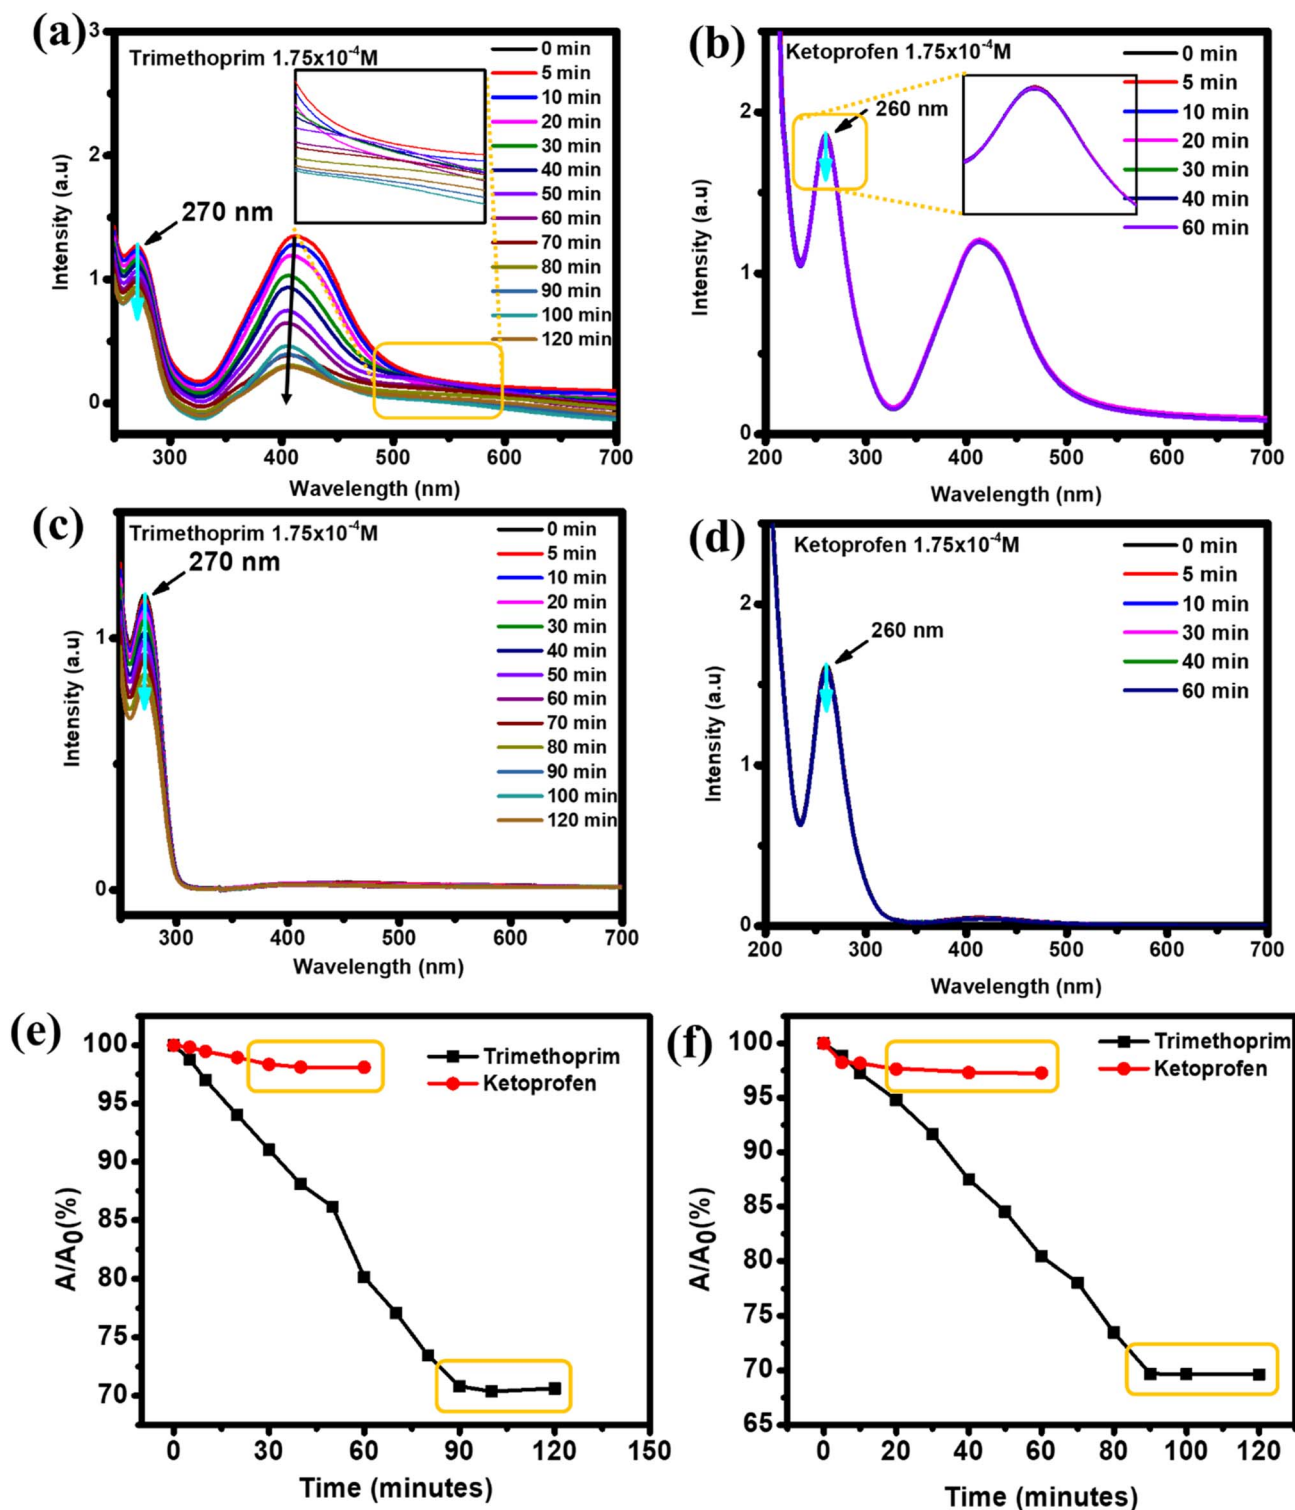 (a)
Trimethoprim 1.75x10⁻⁴M
270 nm
0 min
5 min
10 min
20 min
30 min
40 min
50 min
60 min
70 min
80 min
90 min
100 min
120 min
3
2
1
0
Intensity (a.u)
300
400
500
600
700
Wavelength (nm)
(b)
Ketoprofen 1.75x10⁻⁴M
260 nm
0 min
5 min
10 min
20 min
30 min
40 min
60 min
2
1
0
Intensity (a.u)
200
300
400
500
600
700
Wavelength (nm)
(c)
Trimethoprim 1.75x10⁻⁴M
270 nm
0 min
5 min
10 min
20 min
30 min
40 min
50 min
60 min
70 min
80 min
90 min
100 min
120 min
1
0
Intensity (a.u)
300
400
500
600
700
Wavelength (nm)
(d)
Ketoprofen 1.75x10⁻⁴M
260 nm
0 min
5 min
10 min
30 min
40 min
60 min
2
1
0
Intensity (a.u)
200
300
400
500
600
700
Wavelength (nm)
(e)
Trimethoprim
Ketoprofen
100
95
90
85
80
75
70
A/A₀(%)
0
30
60
90
120
150
Time (minutes)
(f)
Trimethoprim
Ketoprofen
100
95
90
85
80
75
70
65
A/A₀(%)
0
20
40
60
80
100
120
Time (minutes)